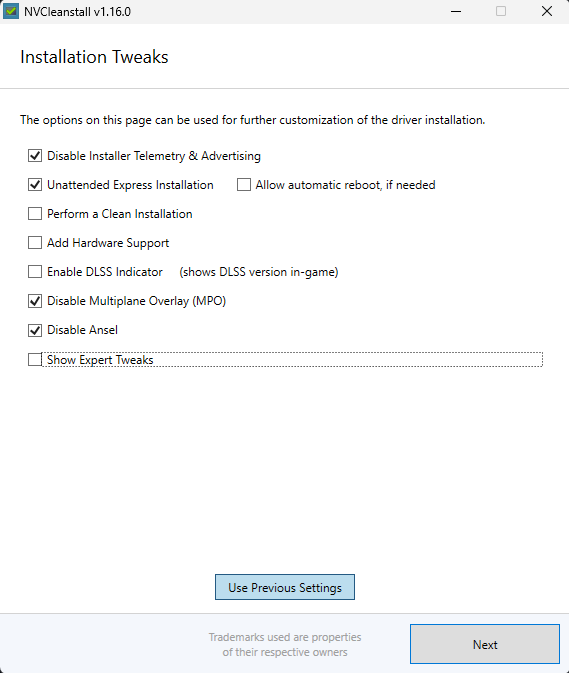 NVCleanstall v1.16.0
Installation Tweaks
The options on this page can be used for further customization of the driver installation.
Disable Installer Telemetry & Advertising
Unattended Express Installation Allow automatic reboot, if needed
Perform a Clean Installation
Add Hardware Support
Enable DLSS Indicator (shows DLSS version in-game)
Disable Multiplane Overlay (MPO)
Disable Ansel
Show Expert Tweaks
Use Previous Settings
Trademarks used are properties
of their respective owners
Next